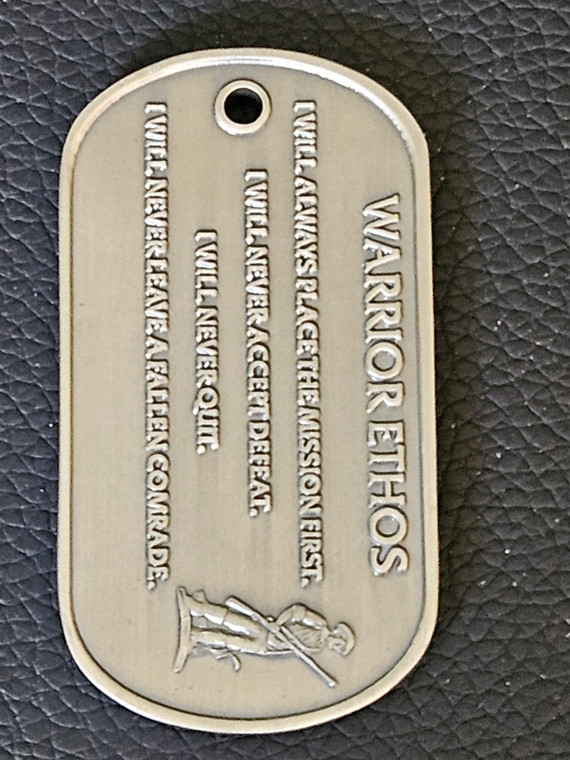 WARRIOR ETHOS
I WILL ALWAYS PLACE THE MISSION FIRST.
I WILL NEVER ACCEPT DEFEAT.
I WILL NEVER QUIT.
I WILL NEVER LEAVE A FALLEN COMRADE.